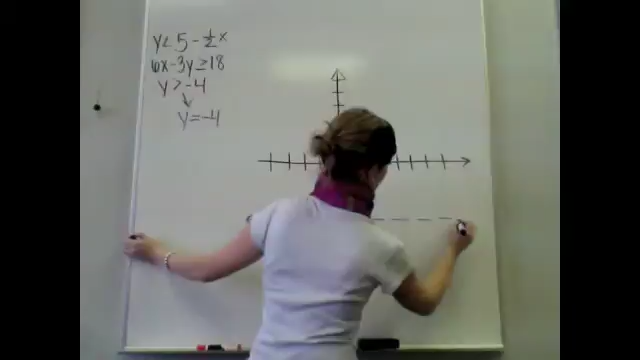 y < 5 - ½x
6x - 3y ≥ 18
y > -4
y = -4